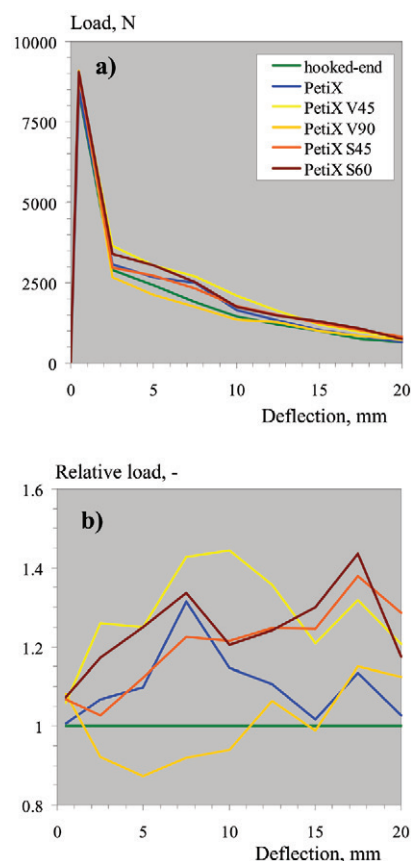 Load, N
10000
a)
hooked-end
PetiX
PetiX V45
7500
PetiX V90
PetiX S45
PetiX S60
5000
2500
0
0 5 10 15 20
Deflection, mm
Relative load, -
1.6
b)
1.4
1.2
1
0.8
0 5 10 15 20
Deflection, mm